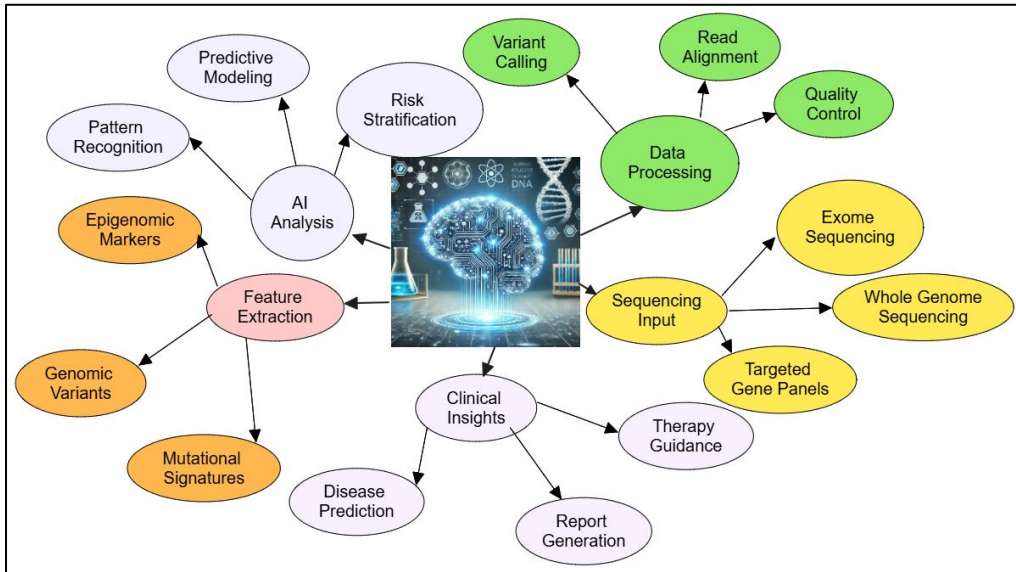 Predictive
Modeling
Pattern
Recognition
Risk
Stratification
AI
Analysis
Variant
Calling
Read
Alignment
Quality
Control
Data
Processing
DNA
Epigenomic
Markers
Feature
Extraction
Genomic
Variants
Mutational
Signatures
Exome
Sequencing
Sequencing
Input
Whole Genome
Sequencing
Targeted
Gene Panels
Clinical
Insights
Therapy
Guidance
Disease
Prediction
Report
Generation